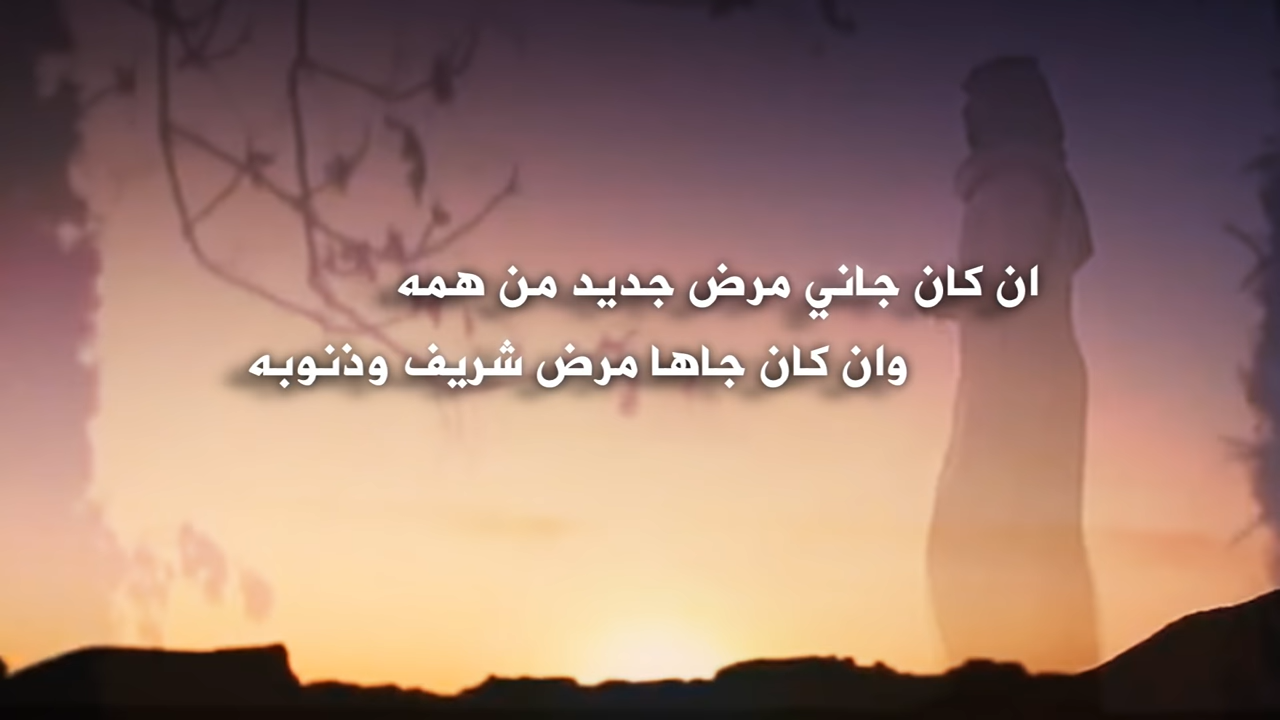 ان كان جاني مرض جديد من همه
وان كان جاها مرض شريف وذنوبه